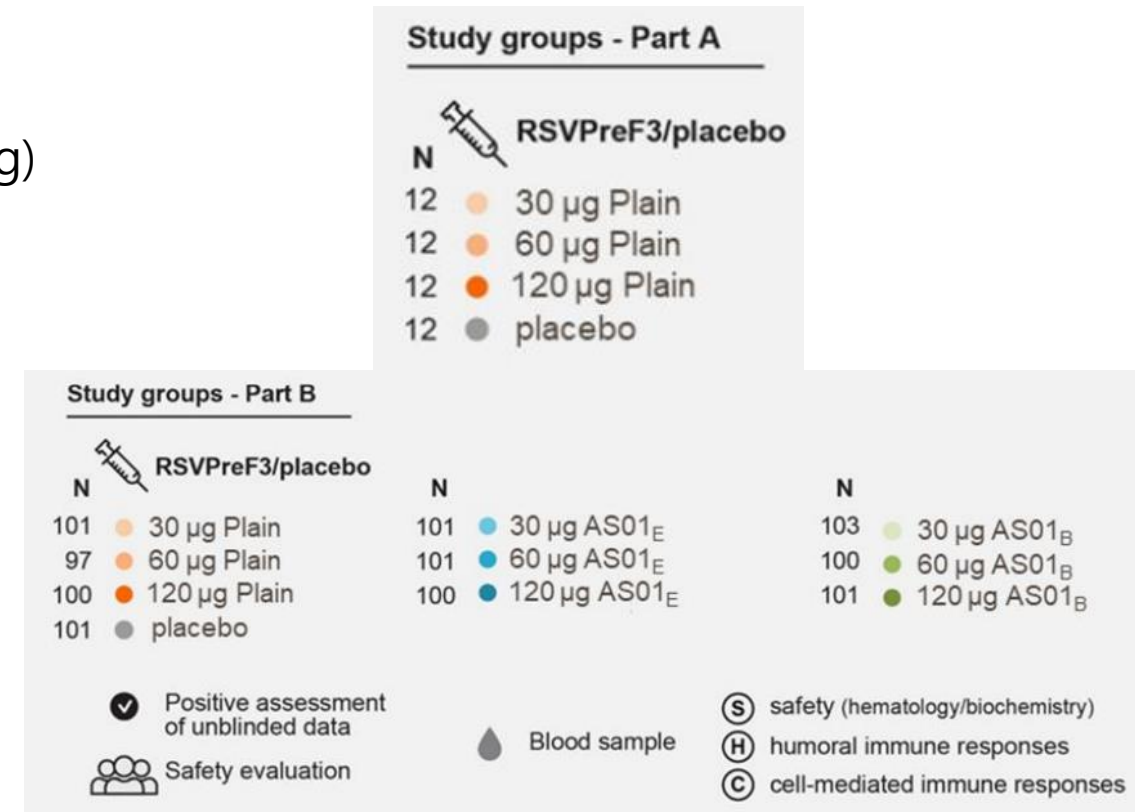 g)
Study groups - Part A
RSVPreF3/placebo
N
12 30 µg Plain
12 60 µg Plain
12 120 µg Plain
12 placebo
Study groups - Part B
RSVPreF3/placebo
N
101 30 µg Plain
97 60 µg Plain
100 120 µg Plain
101 placebo
N
101 30 µg AS01E
101 60 µg AS01E
100 120 µg AS01E
N
103 30 µg AS01B
100 60 µg AS01B
101 120 µg AS01B
Positive assessment
of unblinded data
Safety evaluation
Blood sample
S safety (hematology/biochemistry)
H humoral immune responses
C cell-mediated immune responses